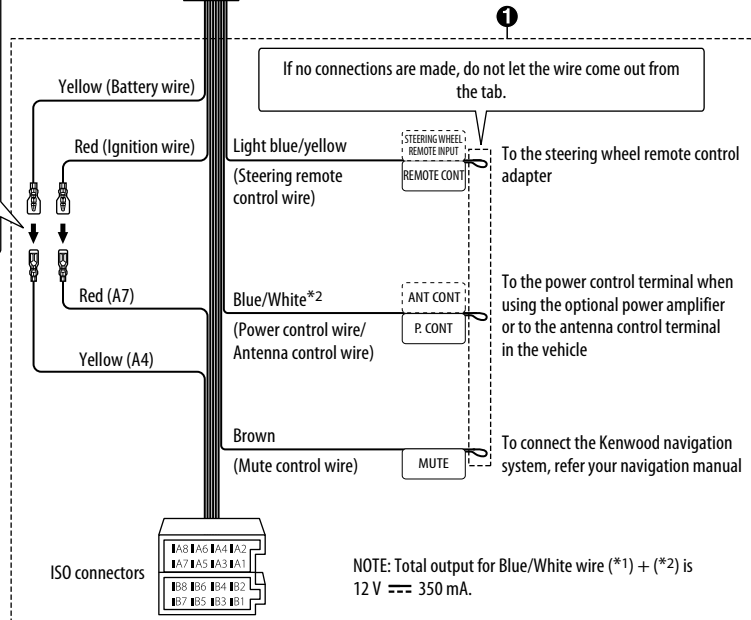 1
If no connections are made, do not let the wire come out from
the tab.
Yellow (Battery wire)
Red (Ignition wire)
Light blue/yellow
(Steering remote
control wire)
STEERING WHEEL
REMOTE INPUT
REMOTE CONT
To the steering wheel remote control
adapter
Red (A7)
Yellow (A4)
Blue/White*2
(Power control wire/
Antenna control wire)
ANT CONT
P. CONT
To the power control terminal when
using the optional power amplifier
or to the antenna control terminal
in the vehicle
Brown
(Mute control wire)
MUTE
To connect the Kenwood navigation
system, refer your navigation manual
ISO connectors
A8 A6 A4 A2
A7 A5 A3 A1
B8 B6 B4 B2
B7 B5 B3 B1
NOTE: Total output for Blue/White wire (*1) + (*2) is
12 V ⎓ 350 mA.